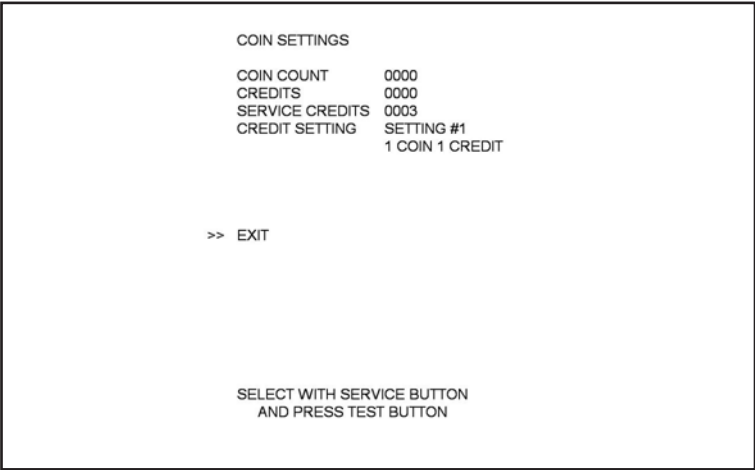 COIN SETTINGS
COIN COUNT 0000
CREDITS 0000
SERVICE CREDITS 0003
CREDIT SETTING SETTING #1
1 COIN 1 CREDIT
>> EXIT
SELECT WITH SERVICE BUTTON
AND PRESS TEST BUTTON